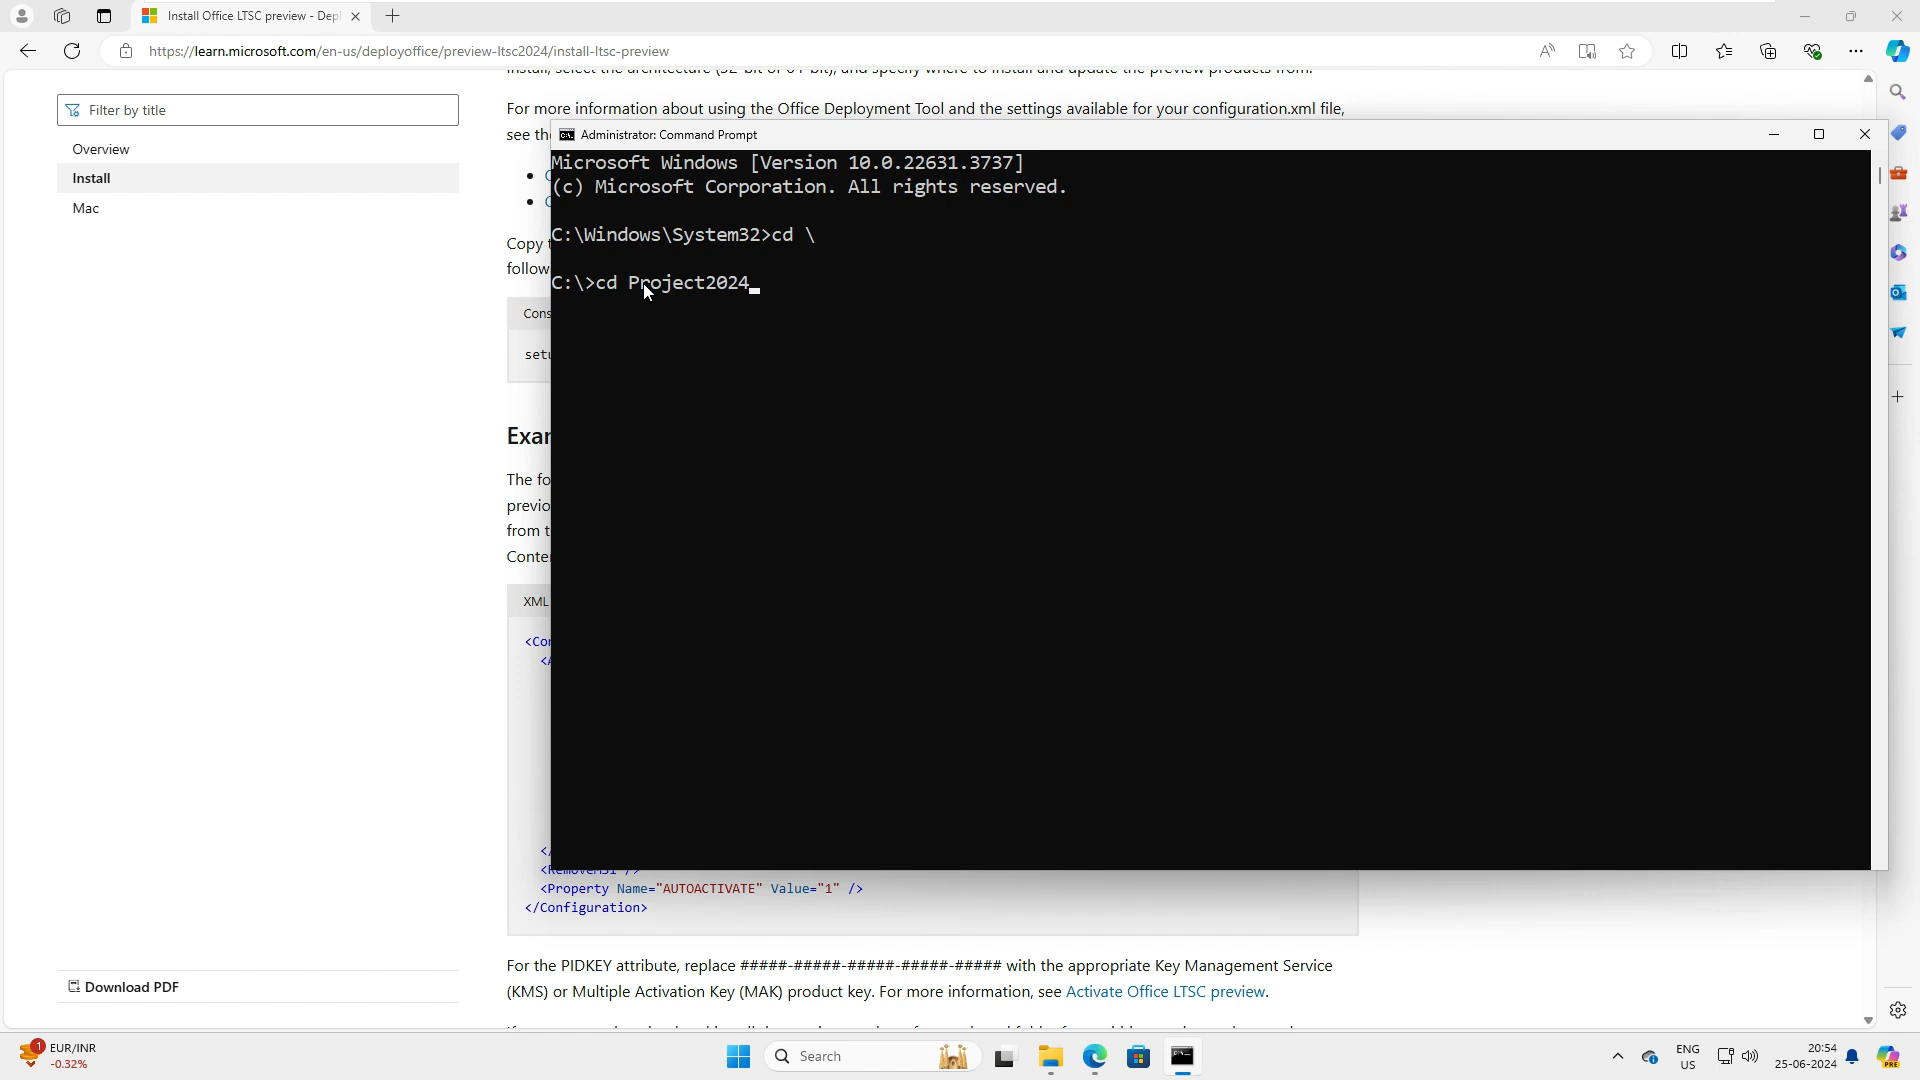 Install Office LTSC preview - Depl
https://learn.microsoft.com/en-us/deployoffice/preview-ltsc2024/install-ltsc-preview
Filter by title
Overview
Install
Mac
Download PDF
For more information about using the Office Deployment Tool and the settings available for your configuration.xml file,
see the
Administrator: Command Prompt
Microsoft Windows [Version 10.0.22631.3737]
(c) Microsoft Corporation. All rights reserved.
C:\Windows\System32>cd \
C:\>cd Project2024
Copy
follow
Cons
setu
Exam
The fo
previo
from t
Conte
XML
<Con
<A
</
<Property Name="AUTOACTIVATE" Value="1" />
</Configuration>
For the PIDKEY attribute, replace #####-#####-#####-#####-##### with the appropriate Key Management Service
(KMS) or Multiple Activation Key (MAK) product key. For more information, see Activate Office LTSC preview.
1
EUR/INR
-0.32%
Search
ENG
US
20:54
25-06-2024
PRE